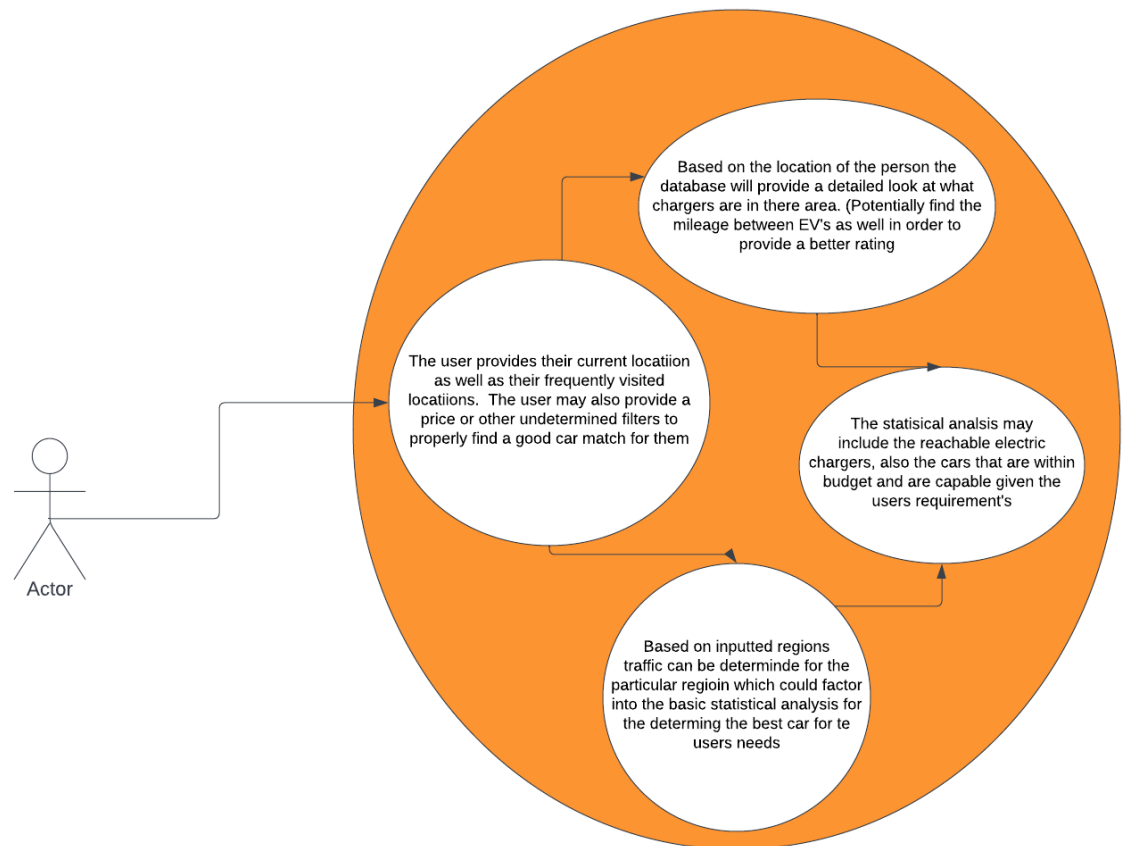 Based on the location of the person the
database will provide a detailed look at what
chargers are in there area. (Potentially find the
mileage between EV's as well in order to
provide a better rating
The user provides their current locatiion
as well as their frequently visited
locatiions.  The user may also provide a
price or other undetermined filters to
properly find a good car match for them
The statisical analsis may
include the reachable electric
chargers, also the cars that are within
budget and are capable given the
users requirement's
Actor
Based on inputted regions
traffic can be determinde for the
particular regioin which could factor
into the basic statistical analysis for
the determing the best car for te
users needs